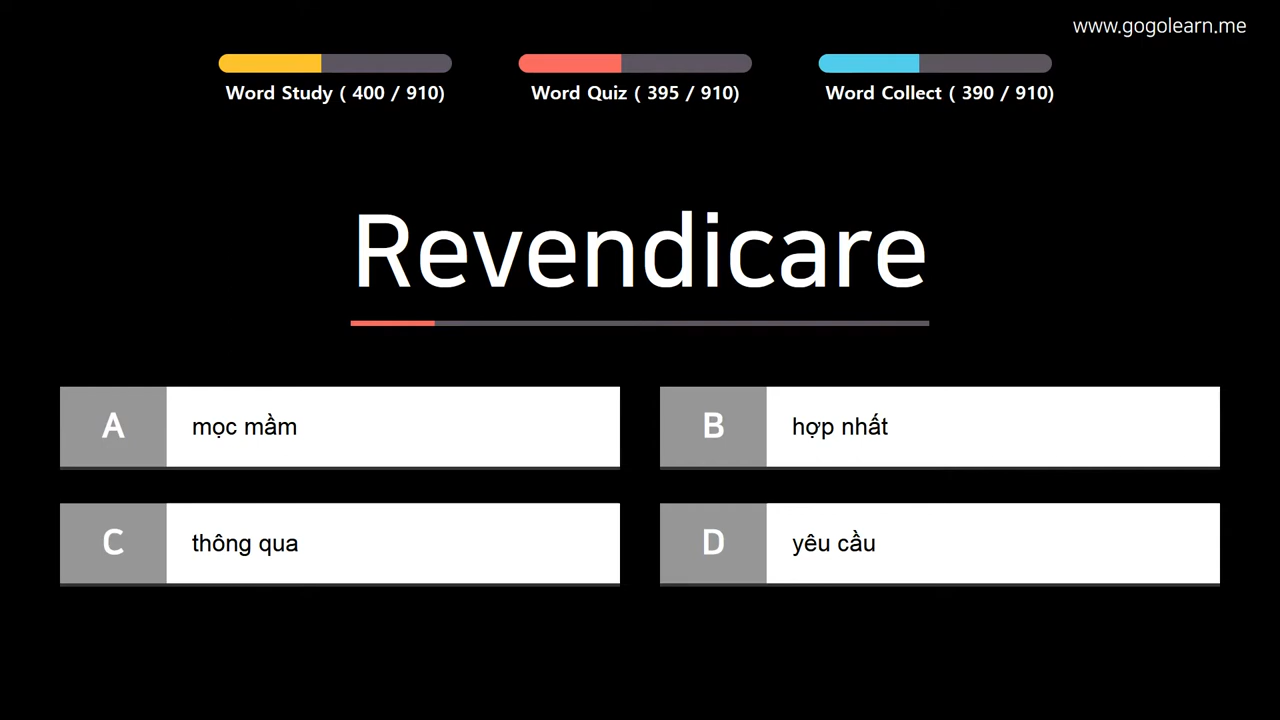 www.gogolearn.me
Word Study ( 400 / 910)
Word Quiz ( 395 / 910)
Word Collect ( 390 / 910)
Revendicare
A
mọc mầm
B
hợp nhất
C
thông qua
D
yêu cầu